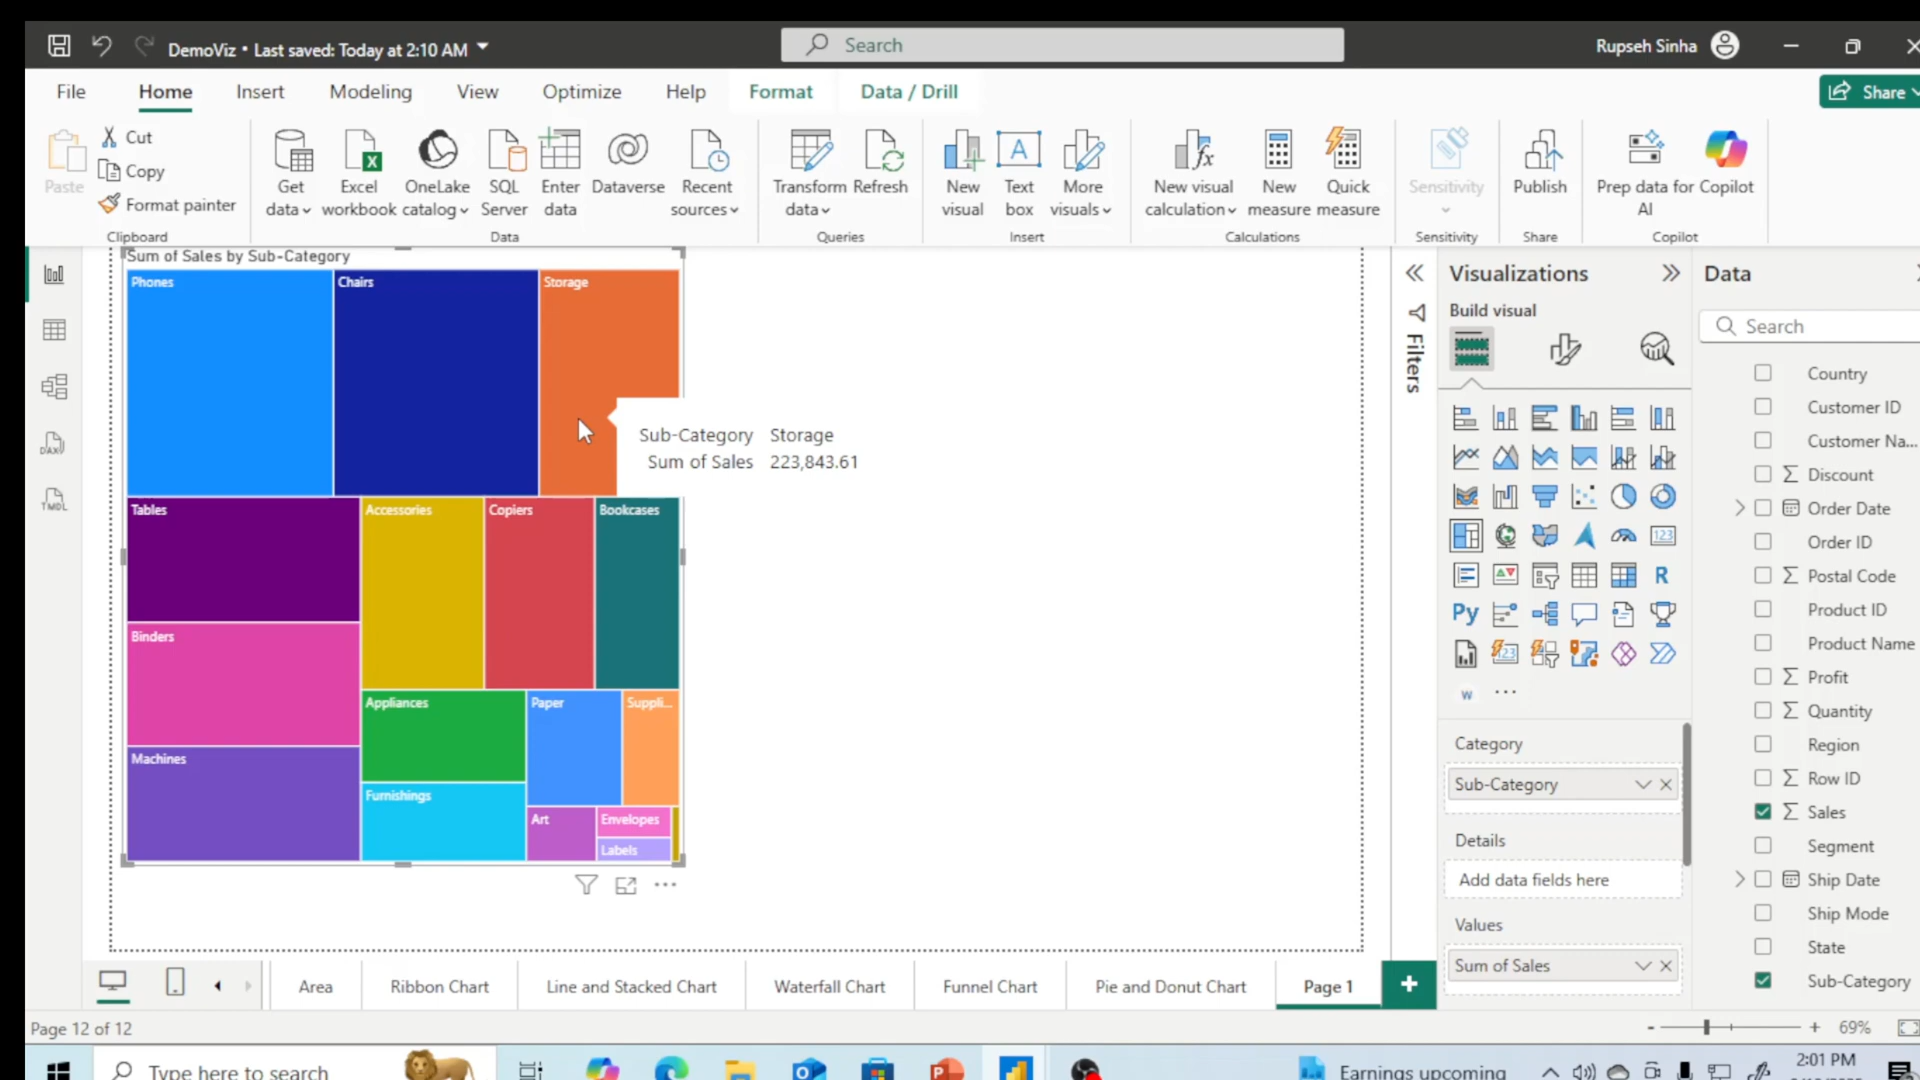 DemoViz • Last saved: Today at 2:10 AM
Search
Rupseh Sinha
File
Home
Insert
Modeling
View
Optimize
Help
Format
Data / Drill
Share
Paste
Cut
Copy
Format painter
Clipboard
Get data
Excel workbook
OneLake catalog
SQL Server
Enter data
Dataverse
Recent sources
Data
Transform data
Refresh
Queries
New visual
Text box
More visuals
Insert
New visual calculation
New measure
Quick measure
Calculations
Sensitivity
Sensitivity
Publish
Share
Prep data for AI
Copilot
Copilot
Sum of Sales by Sub-Category
Phones
Chairs
Storage
Sub-Category Storage
Sum of Sales 223,843.61
Tables
Accessories
Copiers
Bookcases
Binders
Appliances
Paper
Suppli...
Machines
Furnishings
Art
Envelopes
Labels
DAX
TMDL
Filters
Visualizations
Build visual
123
R
Py
123
W
Category
Sub-Category
Details
Add data fields here
Values
Sum of Sales
Data
Search
Country
Customer ID
Customer Na...
Discount
Order Date
Order ID
Postal Code
Product ID
Product Name
Profit
Quantity
Region
Row ID
Sales
Segment
Ship Date
Ship Mode
State
Sub-Category
Area
Ribbon Chart
Line and Stacked Chart
Waterfall Chart
Funnel Chart
Pie and Donut Chart
Page 1
Page 12 of 12
69%
Type here to search
Earnings upcoming
2:01 PM